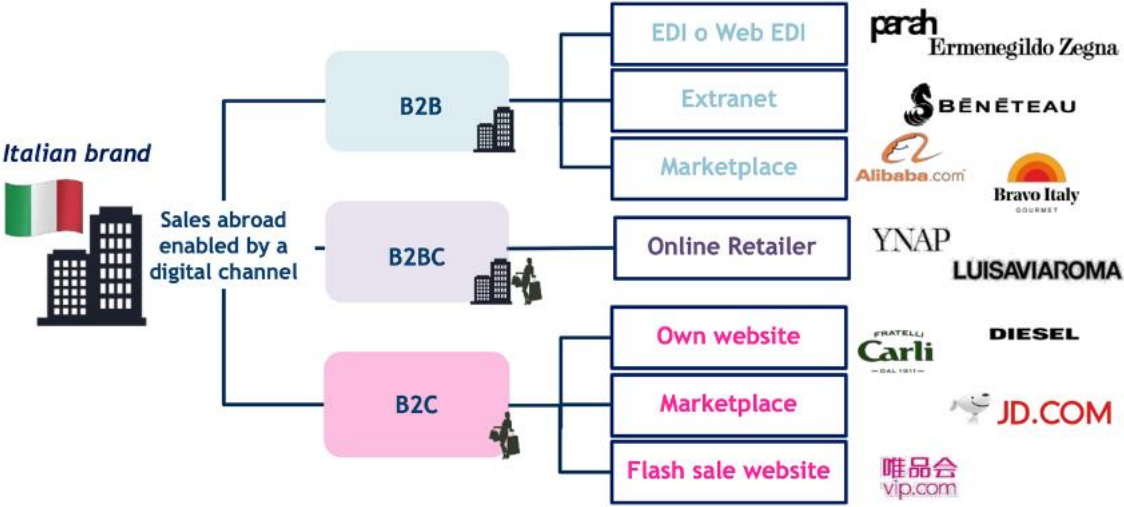 Italian brand
Sales abroad
enabled by a
digital channel
B2B
EDI o Web EDI
parah
Ermenegildo Zegna
Extranet
BĒNĒTEAU
Marketplace
Alibaba.com
Bravo Italy
GOURMET
B2BC
Online Retailer
YNAP
LUISAVIAROMA
B2C
Own website
FRATELLI
Carli
DAL 1911
DIESEL
Marketplace
JD.COM
Flash sale website
唯品会
vip.com